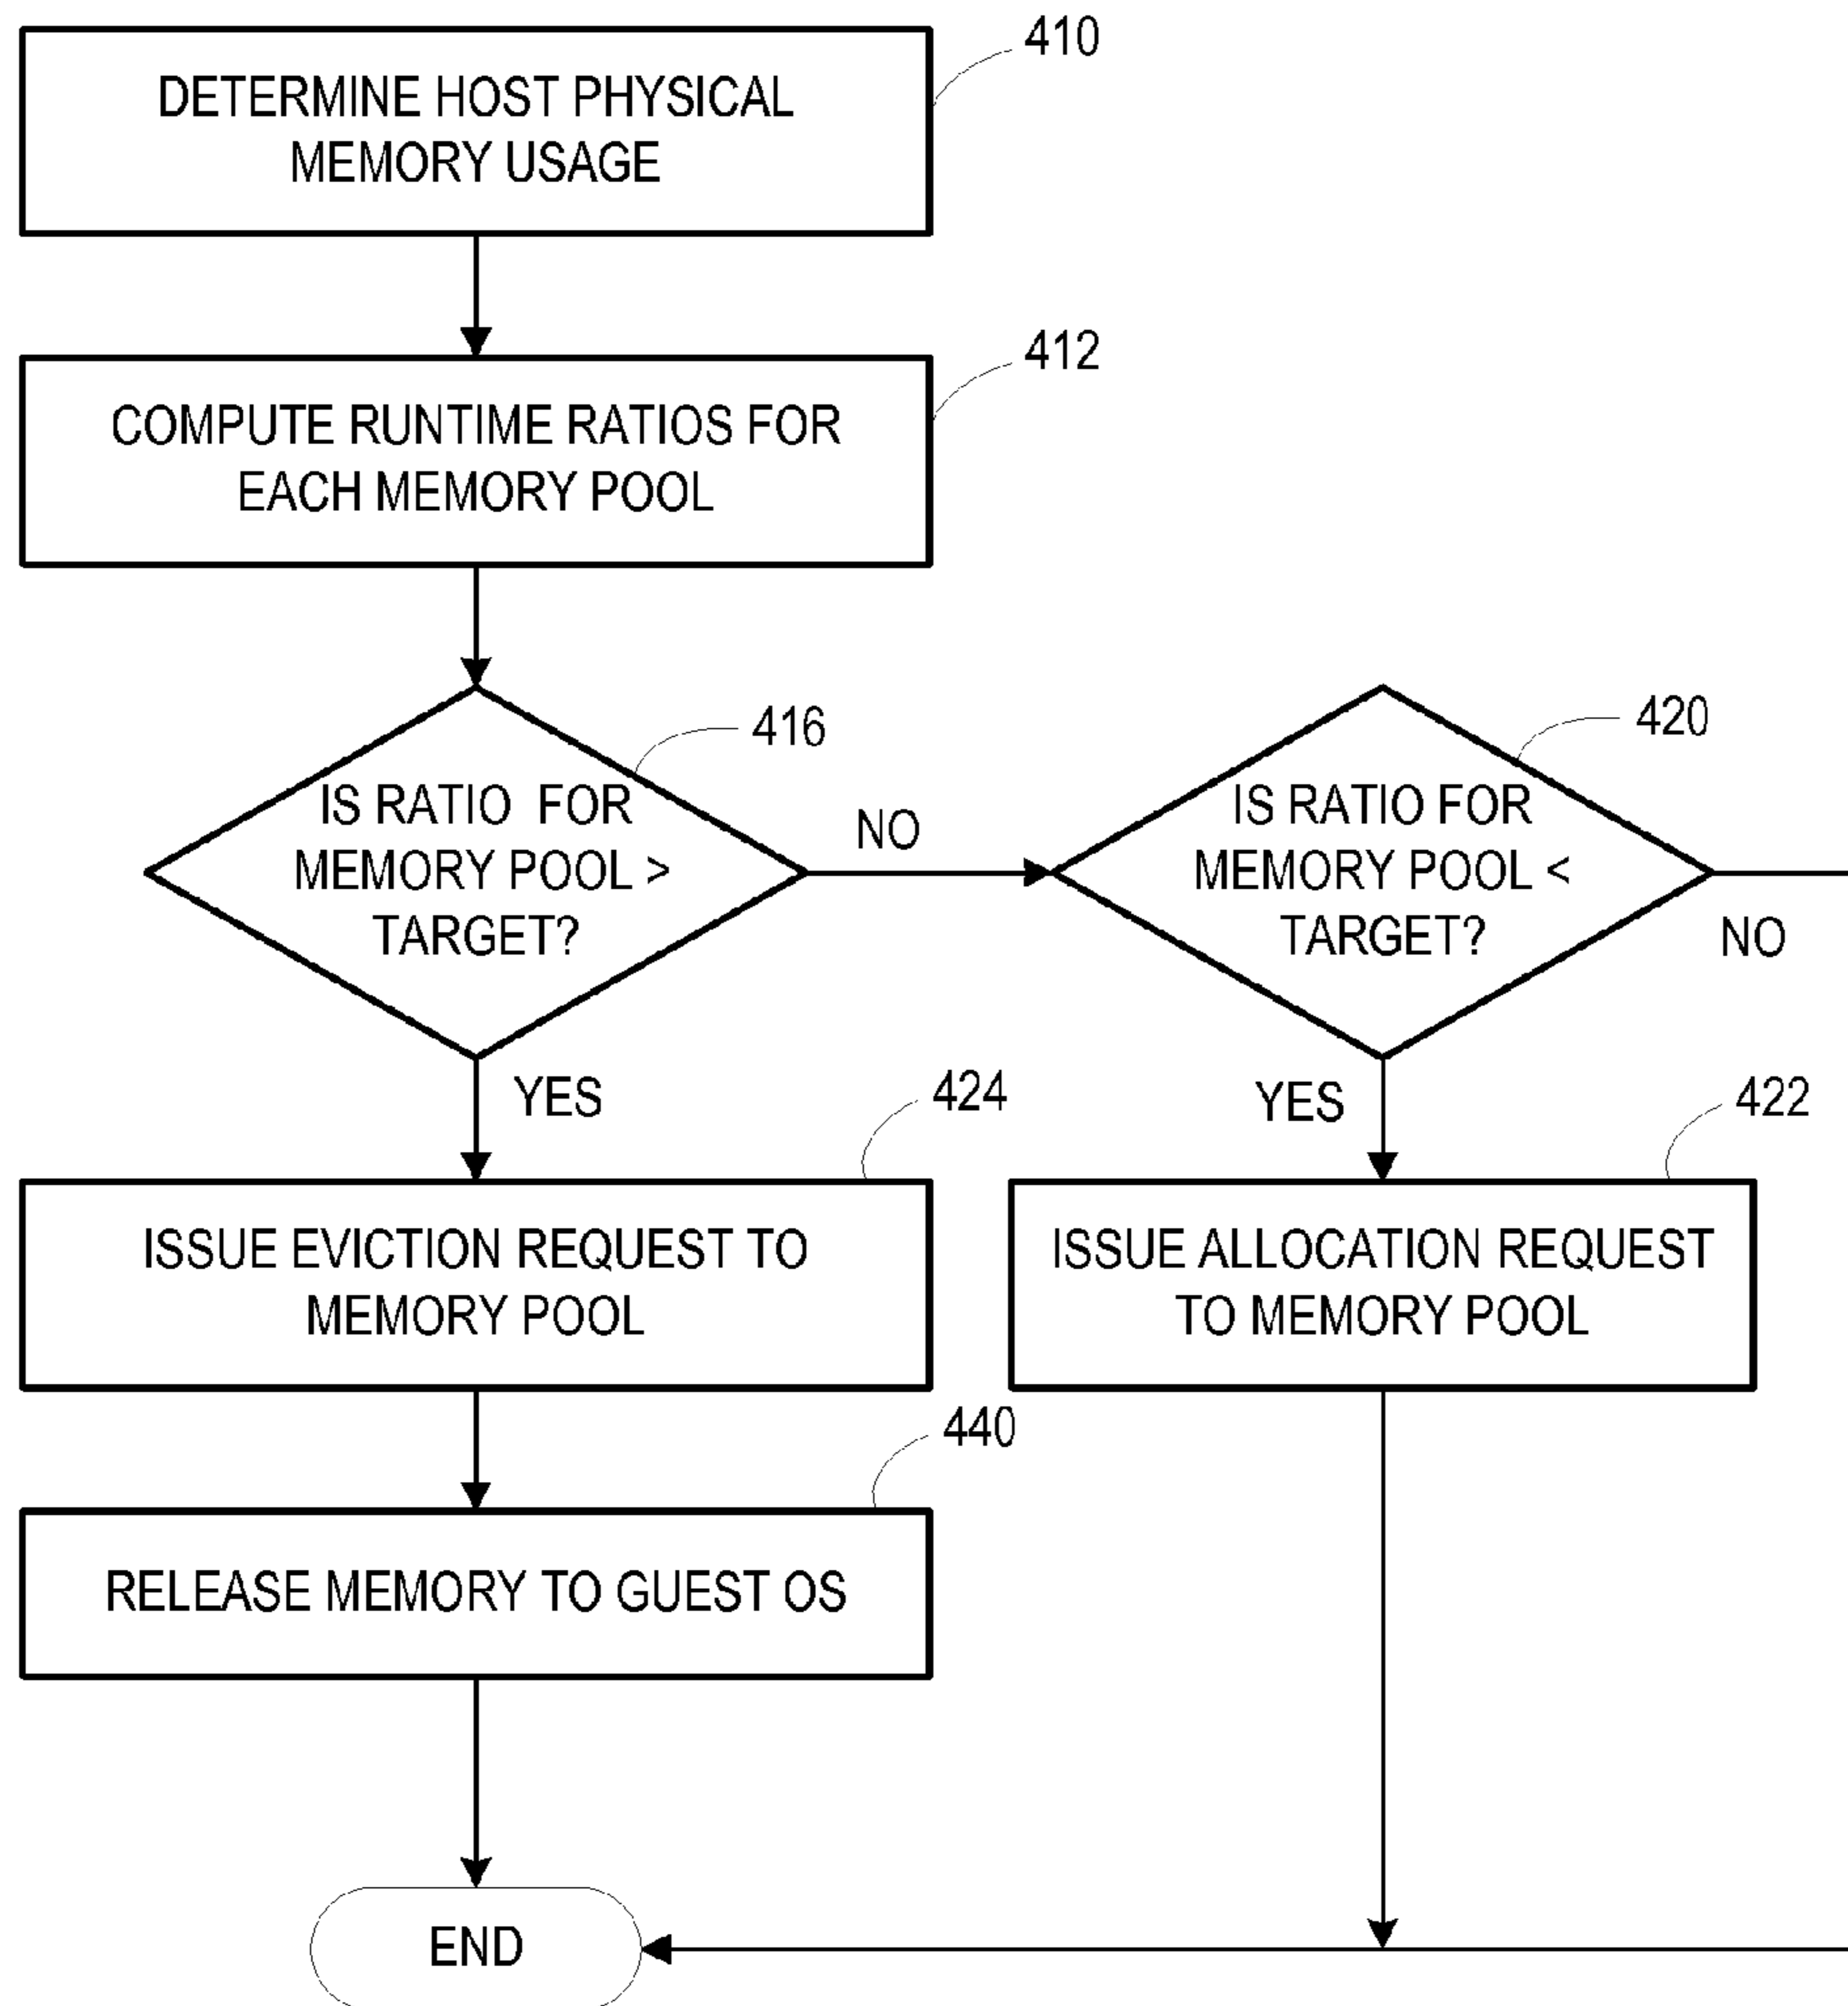 410
DETERMINE HOST PHYSICAL
MEMORY USAGE
412
COMPUTE RUNTIME RATIOS FOR
EACH MEMORY POOL
416
IS RATIO FOR
MEMORY POOL >
TARGET?
NO
420
IS RATIO FOR
MEMORY POOL <
TARGET?
NO
YES
424
ISSUE EVICTION REQUEST TO
MEMORY POOL
YES
422
ISSUE ALLOCATION REQUEST
TO MEMORY POOL
440
RELEASE MEMORY TO GUEST OS
END